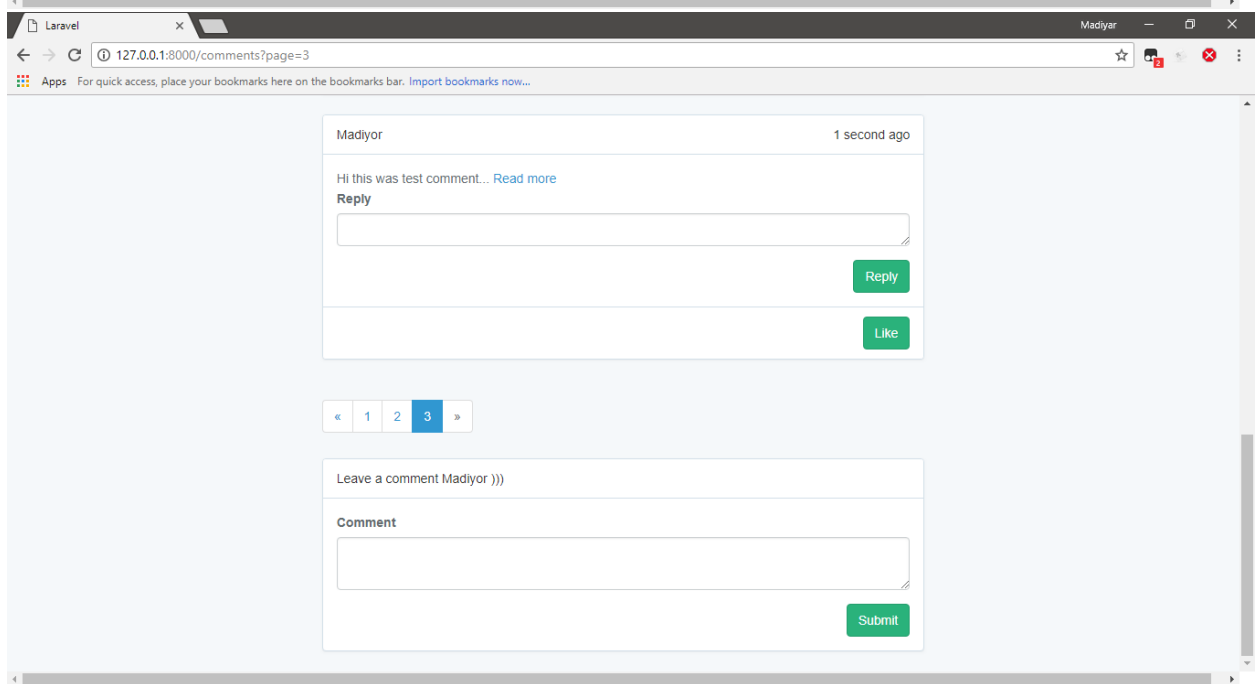 Laravel Madiyar
127.0.0.1:8000/comments?page=3
2
Apps For quick access, place your bookmarks here on the bookmarks bar. Import bookmarks now...
Madiyor 1 second ago
Hi this was test comment... Read more
Reply
Reply
Like
« 1 2 3 »
Leave a comment Madiyor )))
Comment
Submit